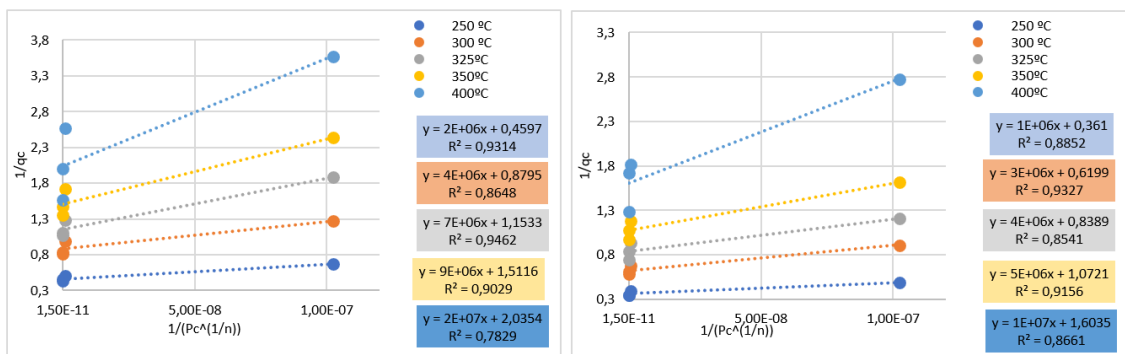 3,8
3,3
2,8
2,3
1,8
1,3
0,8
0,3
1/qc
1,50E-11
5,00E-08
1,00E-07
1/(Pc^(1/n))
250 ºC
300 ºC
325ºC
350ºC
400ºC
y = 2E+06x + 0,4597
R² = 0,9314
y = 4E+06x + 0,8795
R² = 0,8648
y = 7E+06x + 1,1533
R² = 0,9462
y = 9E+06x + 1,5116
R² = 0,9029
y = 2E+07x + 2,0354
R² = 0,7829
3,3
2,8
2,3
1,8
1,3
0,8
0,3
1/qc
1,50E-11
5,00E-08
1,00E-07
1/(Pc^(1/n))
250 ºC
300 ºC
325ºC
350ºC
400ºC
y = 1E+06x + 0,361
R² = 0,8852
y = 3E+06x + 0,6199
R² = 0,9327
y = 4E+06x + 0,8389
R² = 0,8541
y = 5E+06x + 1,0721
R² = 0,9156
y = 1E+07x + 1,6035
R² = 0,8661